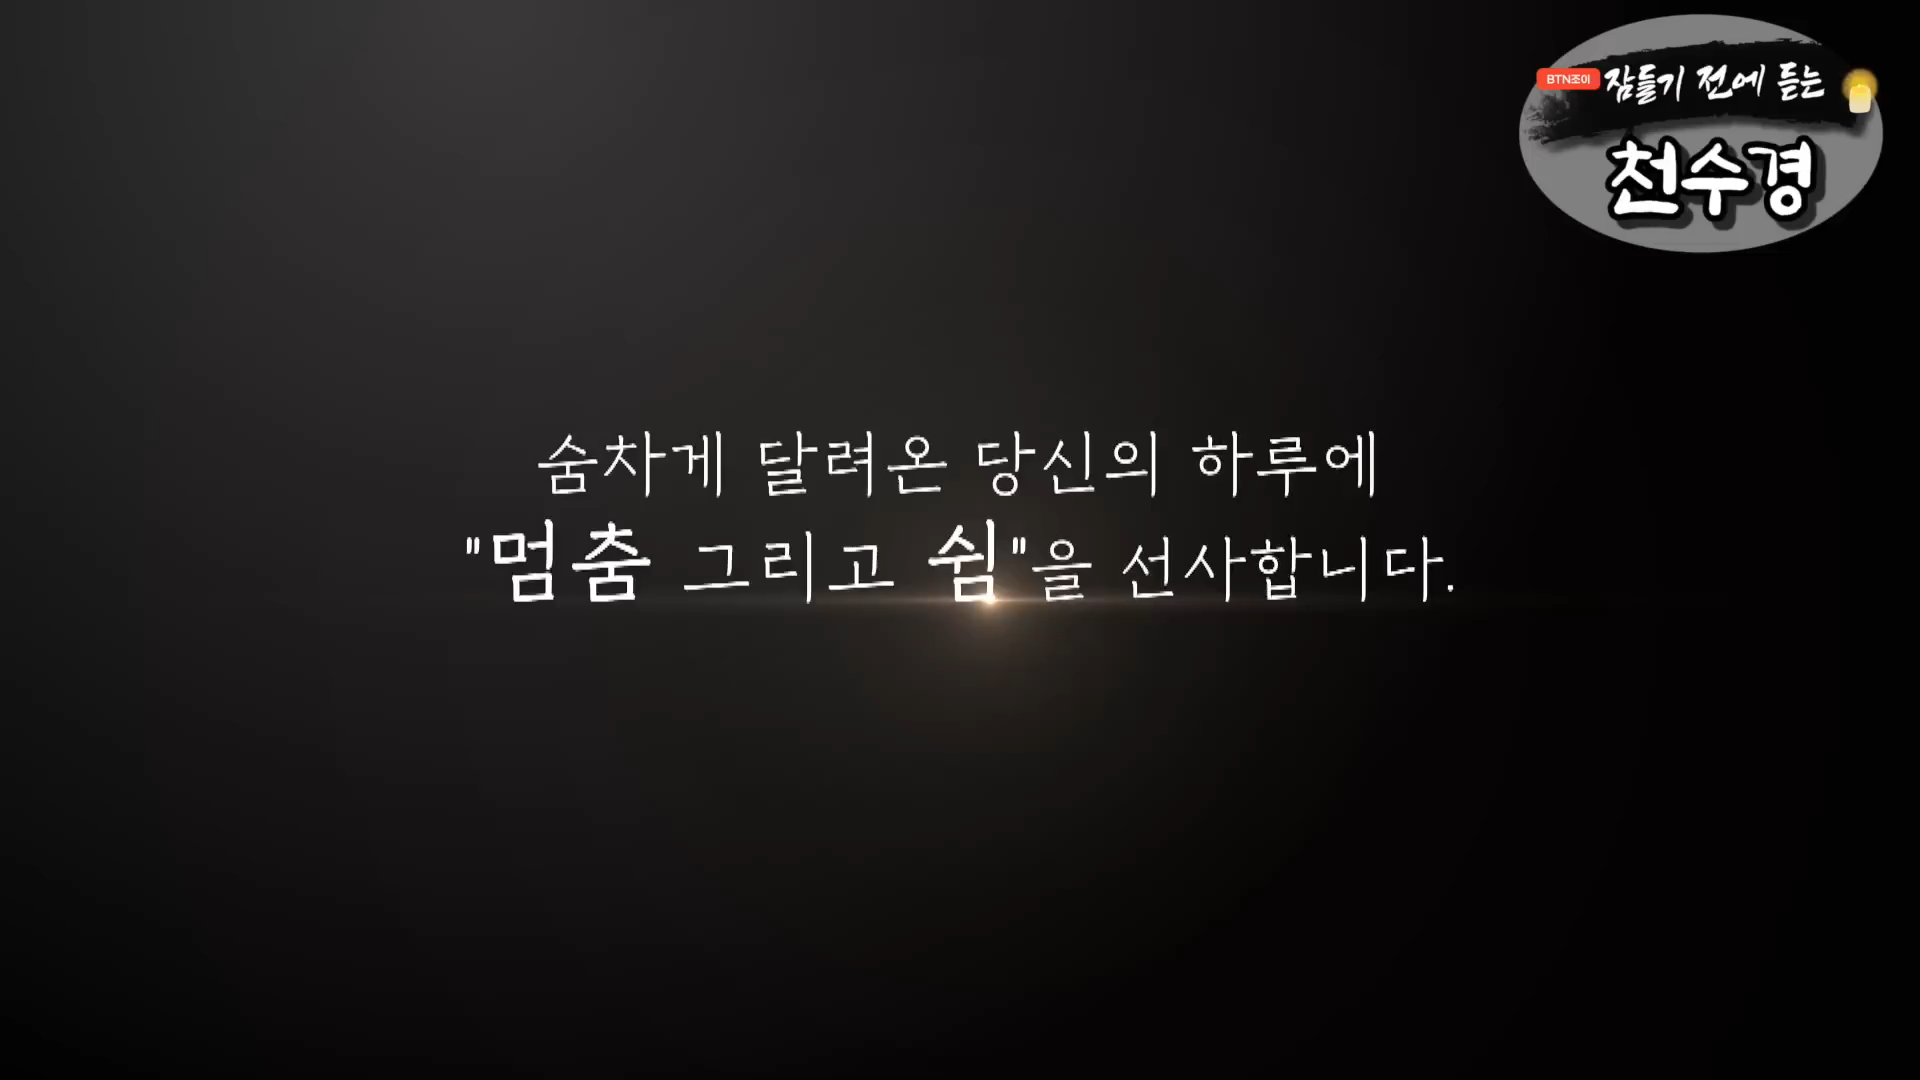 BTN조이 잠들기 전에 듣는
천수경
숨차게 달려온 당신의 하루에
"멈춤 그리고 쉼"을 선사합니다.